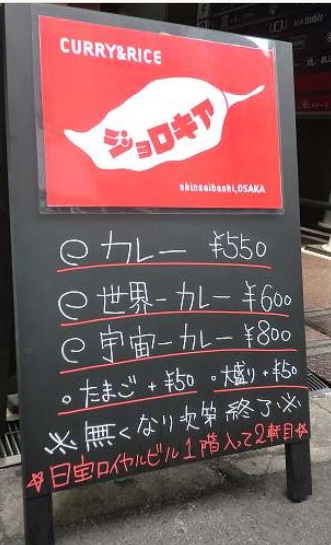 CURRY&RICE
ジョロキア
shinsaibashi,OSAKA
カレー ¥550
世界一カレー ¥600
宇宙一カレー ¥800
。たまご+¥50 。大盛り+¥50
※無くなり次第終了※
☆日宝ロイヤルビル1階入って2軒目☆